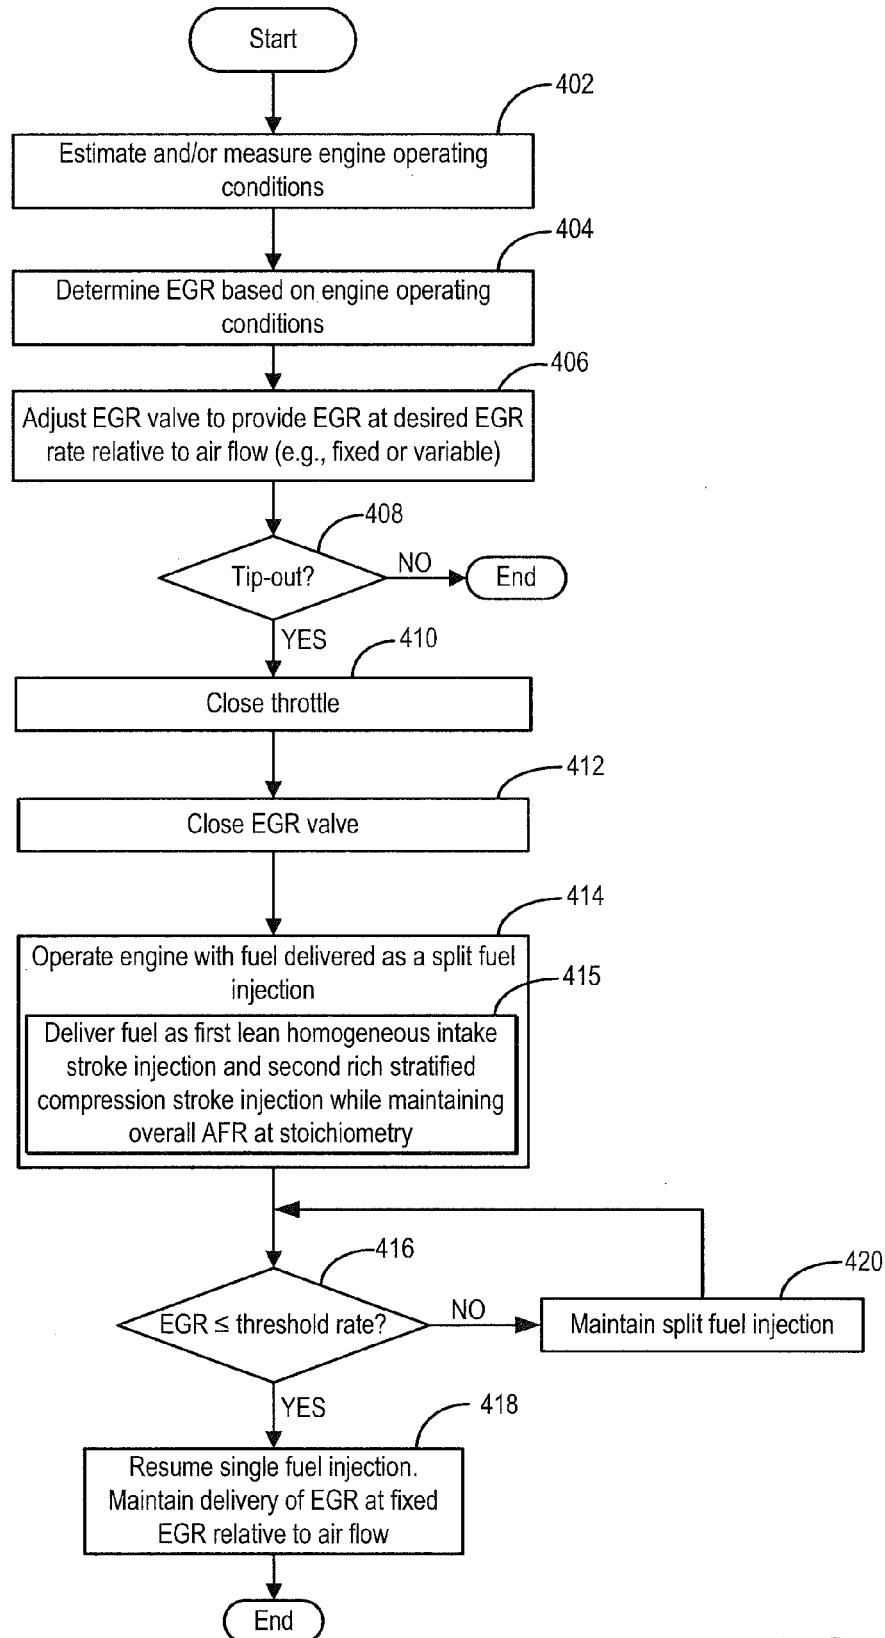 Start
402
Estimate and/or measure engine operating
conditions
404
Determine EGR based on engine operating
conditions
406
Adjust EGR valve to provide EGR at desired EGR
rate relative to air flow (e.g., fixed or variable)
408
Tip-out?
NO
End
YES
410
Close throttle
412
Close EGR valve
414
Operate engine with fuel delivered as a split fuel
injection
415
Deliver fuel as first lean homogeneous intake
stroke injection and second rich stratified
compression stroke injection while maintaining
overall AFR at stoichiometry
416
420
EGR ≤ threshold rate?
NO
Maintain split fuel injection
YES
418
Resume single fuel injection.
Maintain delivery of EGR at fixed
EGR relative to air flow
End